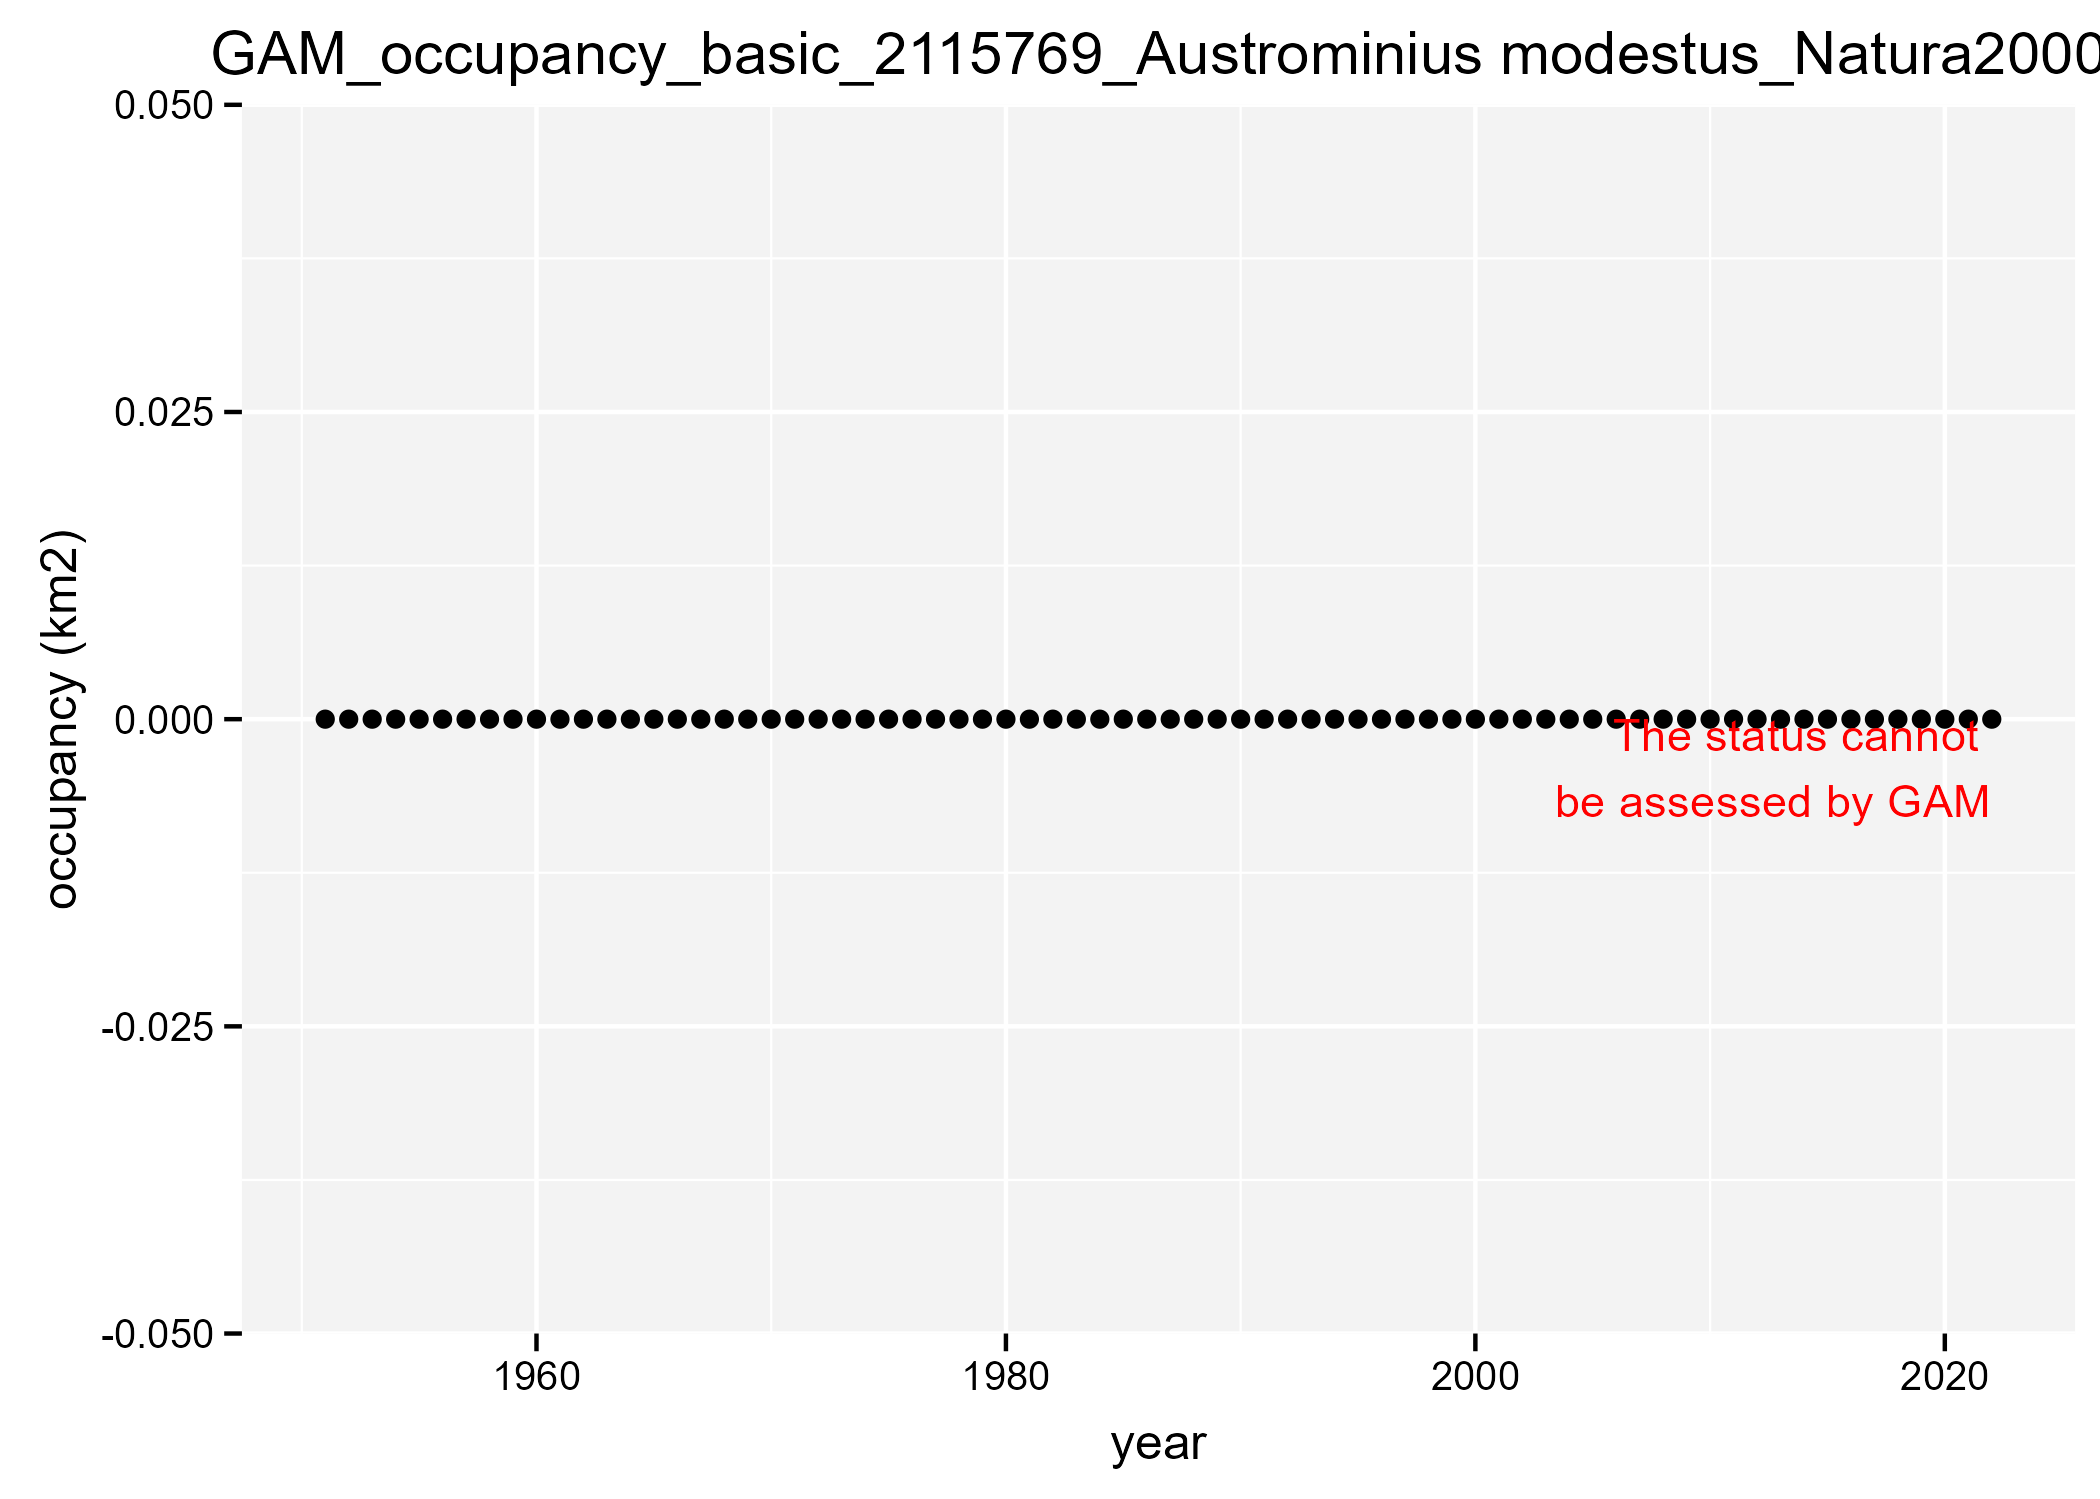 GAM_occupancy_basic_2115769_Austrominius modestus_Natura2000
0.050
0.025
0.000
-0.025
-0.050
occupancy (km2)
The status cannot
be assessed by GAM
1960
1980
2000
2020
year